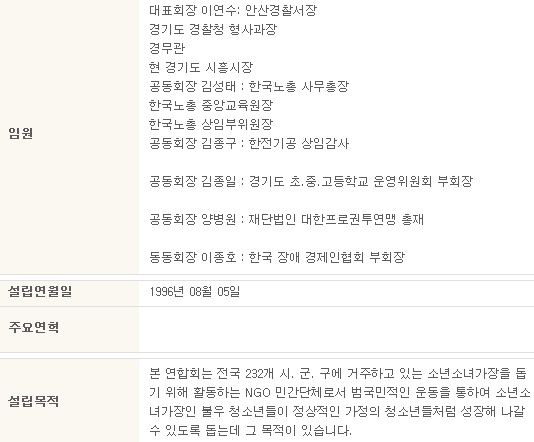 임원
대표회장 이연수: 안산경찰서장
경기도 경찰청 형사과장
경무관
현 경기도 시흥시장
공동회장 김성태 : 한국노총 사무총장
한국노총 중앙교육원장
한국노총 상임부위원장
공동회장 김종구 : 한전기공 상임감사
공동회장 김종일 : 경기도 초.중.고등학교 운영위원회 부회장
공동회장 양병원 : 재단법인 대한프로권투연맹 총재
동동회장 이종호 : 한국 장애 경제인협회 부회장
설립연월일
1996년 08월 05일
주요연혁
설립목적
본 연합회는 전국 232개 시. 군. 구에 거주하고 있는 소년소녀가장을 돕
기 위해 활동하는 NGO 민간단체로서 범국민적인 운동을 통하여 소년소
녀가장인 불우 청소년들이 정상적인 가정의 청소년들처럼 성장해 나갈
수 있도록 돕는데 그 목적이 있습니다.